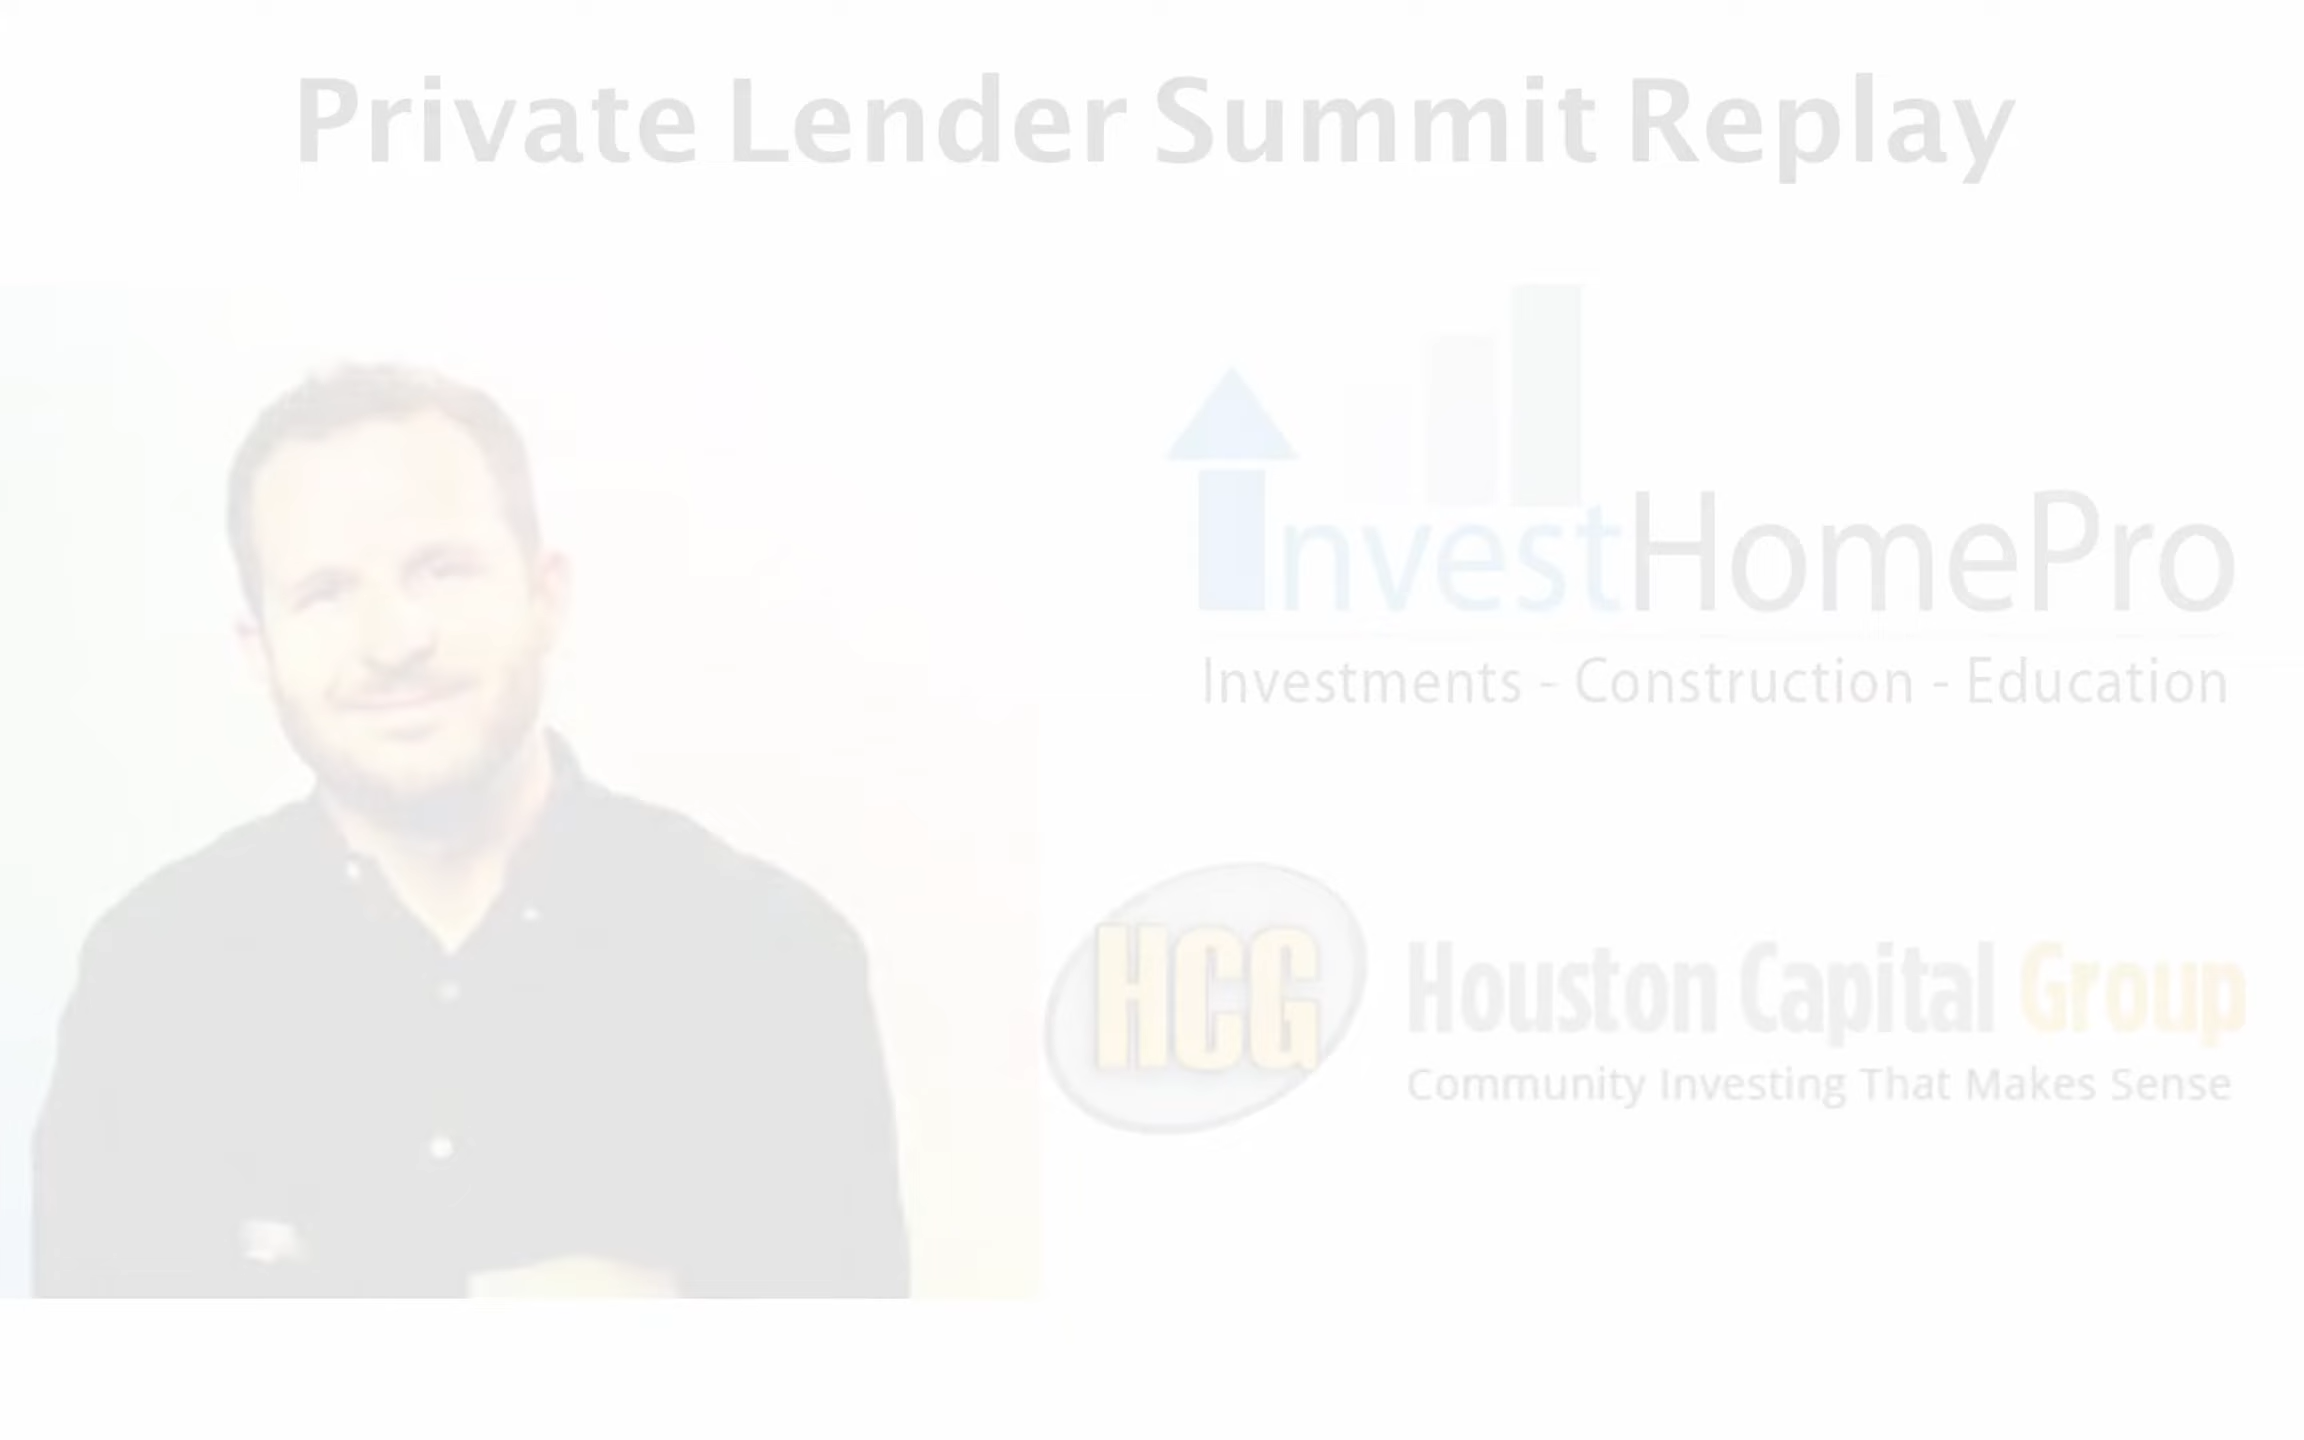 Private Lender Summit Replay
InvestHomePro
Investments - Construction - Education
HCG
Houston Capital Group
Community Investing That Makes Sense